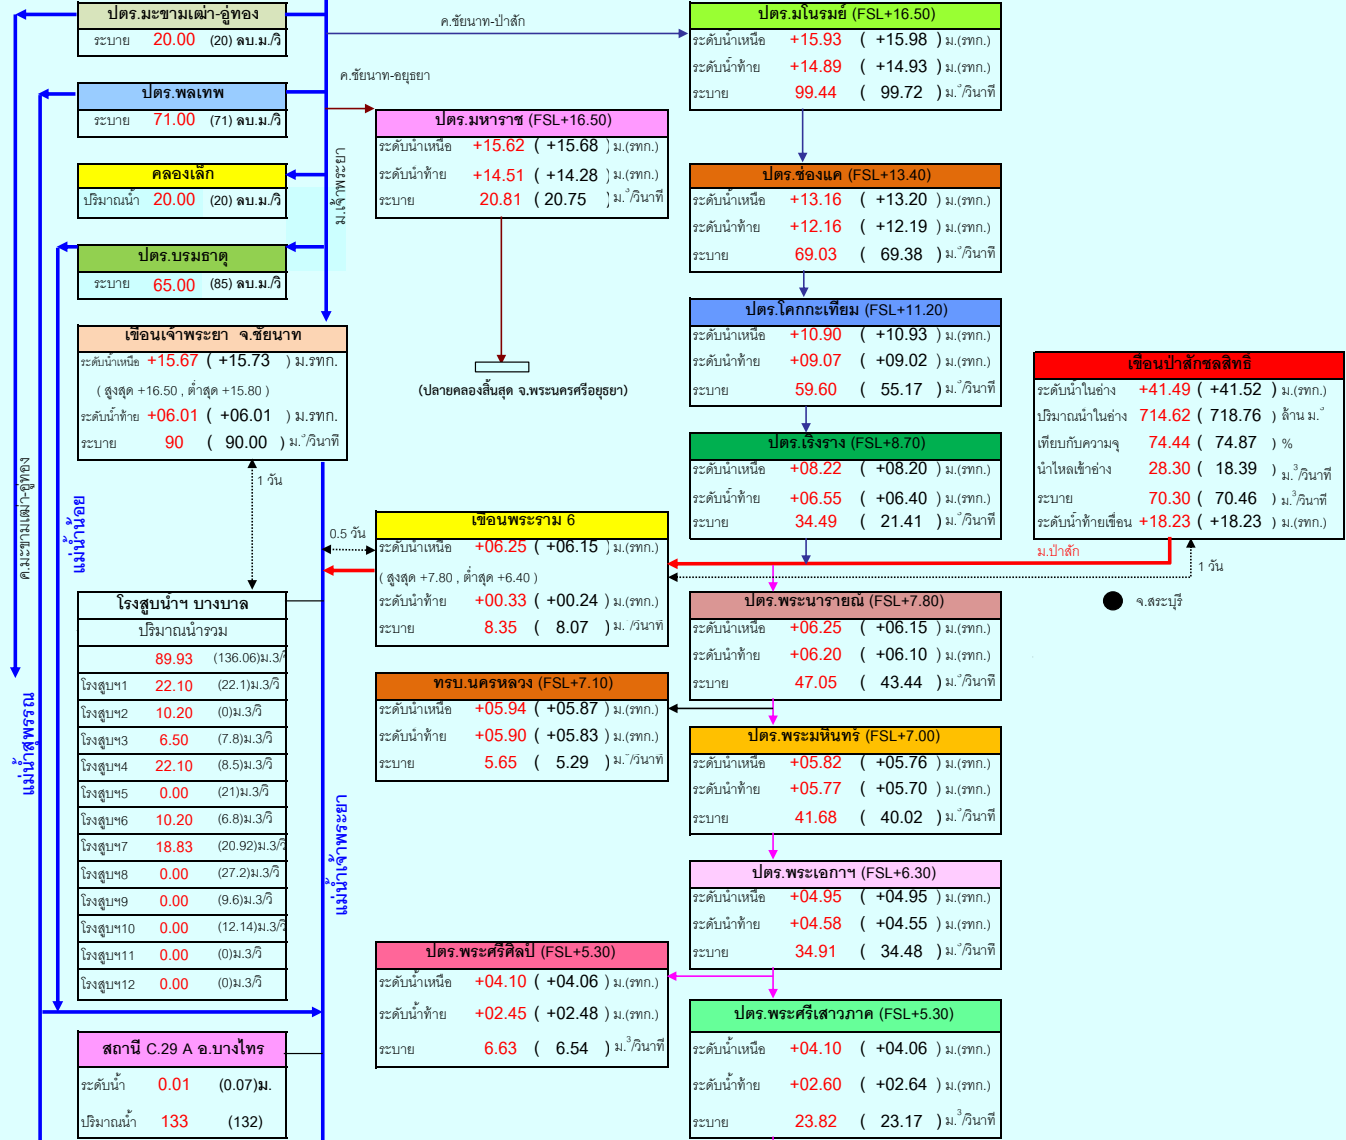 ปตร.มะขามเฒ่า-อู่ทอง
ระบาย 20.00 (20) ลบ.ม./วิ
ปตร.พลเทพ
ระบาย 71.00 (71) ลบ.ม./วิ
คลองเล็ก
ปริมาณน้ำ 20.00 (20) ลบ.ม./วิ
ปตร.บรมธาตุ
ระบาย 65.00 (85) ลบ.ม./วิ
เขื่อนเจ้าพระยา จ.ชัยนาท
ระดับน้ำเหนือ +15.67 ( +15.73 ) ม.รทก.
( สูงสุด +16.50 , ต่ำสุด +15.80 )
ระดับน้ำท้าย +06.01 ( +06.01 ) ม.รทก.
ระบาย 90 ( 90.00 ) ม.³/วินาที
1 วัน
โรงสูบน้ำฯ บางบาล
ปริมาณน้ำรวม
89.93 (136.06)ม.3/วิ
โรงสูบฯ1 22.10 (22.1)ม.3/วิ
โรงสูบฯ2 10.20 (0)ม.3/วิ
โรงสูบฯ3 6.50 (7.8)ม.3/วิ
โรงสูบฯ4 22.10 (8.5)ม.3/วิ
โรงสูบฯ5 0.00 (21)ม.3/วิ
โรงสูบฯ6 10.20 (6.8)ม.3/วิ
โรงสูบฯ7 18.83 (20.92)ม.3/วิ
โรงสูบฯ8 0.00 (27.2)ม.3/วิ
โรงสูบฯ9 0.00 (9.6)ม.3/วิ
โรงสูบฯ10 0.00 (12.14)ม.3/วิ
โรงสูบฯ11 0.00 (0)ม.3/วิ
โรงสูบฯ12 0.00 (0)ม.3/วิ
สถานี C.29 A อ.บางไทร
ระดับน้ำ 0.01 (0.07)ม.
ปริมาณน้ำ 133 (132)
ค.มะขามเฒ่า-อู่ทอง
แม่น้ำสุพรรณ
แม่น้ำน้อย
ม.เจ้าพระยา
แม่น้ำเจ้าพระยา
ค.ชัยนาท-ป่าสัก
ค.ชัยนาท-อยุธยา
ปตร.มหาราช (FSL+16.50)
ระดับน้ำเหนือ +15.62 ( +15.68 ) ม.(รทก.)
ระดับน้ำท้าย +14.51 ( +14.28 ) ม.(รทก.)
ระบาย 20.81 ( 20.75 ) ม.³/วินาที
(ปลายคลองสิ้นสุด จ.พระนครศรีอยุธยา)
0.5 วัน
เขื่อนพระราม 6
ระดับน้ำเหนือ +06.25 ( +06.15 ) ม.(รทก.)
( สูงสุด +7.80 , ต่ำสุด +6.40 )
ระดับน้ำท้าย +00.33 ( +00.24 ) ม.(รทก.)
ระบาย 8.35 ( 8.07 ) ม.³/วินาที
ทรบ.นครหลวง (FSL+7.10)
ระดับน้ำเหนือ +05.94 ( +05.87 ) ม.(รทก.)
ระดับน้ำท้าย +05.90 ( +05.83 ) ม.(รทก.)
ระบาย 5.65 ( 5.29 ) ม.³/วินาที
ปตร.พระศรีศิลป์ (FSL+5.30)
ระดับน้ำเหนือ +04.10 ( +04.06 ) ม.(รทก.)
ระดับน้ำท้าย +02.45 ( +02.48 ) ม.(รทก.)
ระบาย 6.63 ( 6.54 ) ม.³/วินาที
ปตร.มโนรมย์ (FSL+16.50)
ระดับน้ำเหนือ +15.93 ( +15.98 ) ม.(รทก.)
ระดับน้ำท้าย +14.89 ( +14.93 ) ม.(รทก.)
ระบาย 99.44 ( 99.72 ) ม.³/วินาที
ปตร.ช่องแค (FSL+13.40)
ระดับน้ำเหนือ +13.16 ( +13.20 ) ม.(รทก.)
ระดับน้ำท้าย +12.16 ( +12.19 ) ม.(รทก.)
ระบาย 69.03 ( 69.38 ) ม.³/วินาที
ปตร.โคกกะเทียม (FSL+11.20)
ระดับน้ำเหนือ +10.90 ( +10.93 ) ม.(รทก.)
ระดับน้ำท้าย +09.07 ( +09.02 ) ม.(รทก.)
ระบาย 59.60 ( 55.17 ) ม.³/วินาที
ปตร.เริงราง (FSL+8.70)
ระดับน้ำเหนือ +08.22 ( +08.20 ) ม.(รทก.)
ระดับน้ำท้าย +06.55 ( +06.40 ) ม.(รทก.)
ระบาย 34.49 ( 21.41 ) ม.³/วินาที
ปตร.พระนารายณ์ (FSL+7.80)
ระดับน้ำเหนือ +06.25 ( +06.15 ) ม.(รทก.)
ระดับน้ำท้าย +06.20 ( +06.10 ) ม.(รทก.)
ระบาย 47.05 ( 43.44 ) ม.³/วินาที
ปตร.พระมหินทร์ (FSL+7.00)
ระดับน้ำเหนือ +05.82 ( +05.76 ) ม.(รทก.)
ระดับน้ำท้าย +05.77 ( +05.70 ) ม.(รทก.)
ระบาย 41.68 ( 40.02 ) ม.³/วินาที
ปตร.พระเอกาฯ (FSL+6.30)
ระดับน้ำเหนือ +04.95 ( +04.95 ) ม.(รทก.)
ระดับน้ำท้าย +04.58 ( +04.55 ) ม.(รทก.)
ระบาย 34.91 ( 34.48 ) ม.³/วินาที
ปตร.พระศรีเสาวภาค (FSL+5.30)
ระดับน้ำเหนือ +04.10 ( +04.06 ) ม.(รทก.)
ระดับน้ำท้าย +02.60 ( +02.64 ) ม.(รทก.)
ระบาย 23.82 ( 23.17 ) ม.³/วินาที
เขื่อนป่าสักชลสิทธิ์
ระดับน้ำในอ่าง +41.49 ( +41.52 ) ม.(รทก.)
ปริมาณน้ำในอ่าง 714.62 ( 718.76 ) ล้าน ม.³
เทียบกับความจุ 74.44 ( 74.87 ) %
น้ำไหลเข้าอ่าง 28.30 ( 18.39 ) ม.³/วินาที
ระบาย 70.30 ( 70.46 ) ม.³/วินาที
ระดับน้ำท้ายเขื่อน +18.23 ( +18.23 ) ม.(รทก.)
ม.ป่าสัก
1 วัน
จ.สระบุรี